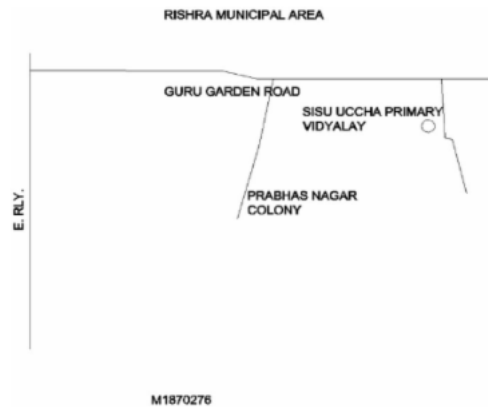 RISHRA MUNICIPAL AREA
GURU GARDEN ROAD
SISU UCCHA PRIMARY
VIDYALAY
PRABHAS NAGAR
COLONY
E. RLY.
M1870276